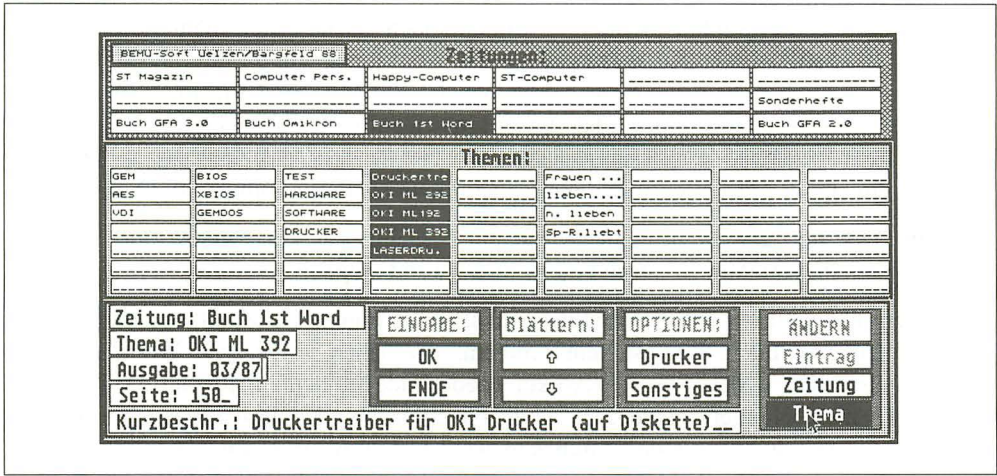 BEMU-Soft Uelzen/Bargfeld 88
Zeitungen:
ST Magazin Computer Pers. Happy-Computer ST-Computer
Sonderhefte
Buch GFA 3.0 Buch Omikron Buch 1st Word Buch GFA 2.0
Themen:
GEM BIOS TEST Druckertre Frauen ...
AES XBIOS HARDWARE OKI ML 292 lieben....
VDI GEMDOS SOFTWARE OKI ML192 n. lieben
DRUCKER OKI ML 392 Sp-R.liebt
LASERDRU.
Zeitung: Buch 1st Word
Thema: OKI ML 392
Ausgabe: 03/87
Seite: 150_
Kurzbeschr.: Druckertreiber für OKI Drucker (auf Diskette)__
EINGABE:
OK
ENDE
Blättern:
⇧
⇩
OPTIONEN:
Drucker
Sonstiges
ÄNDERN
Eintrag
Zeitung
Thema